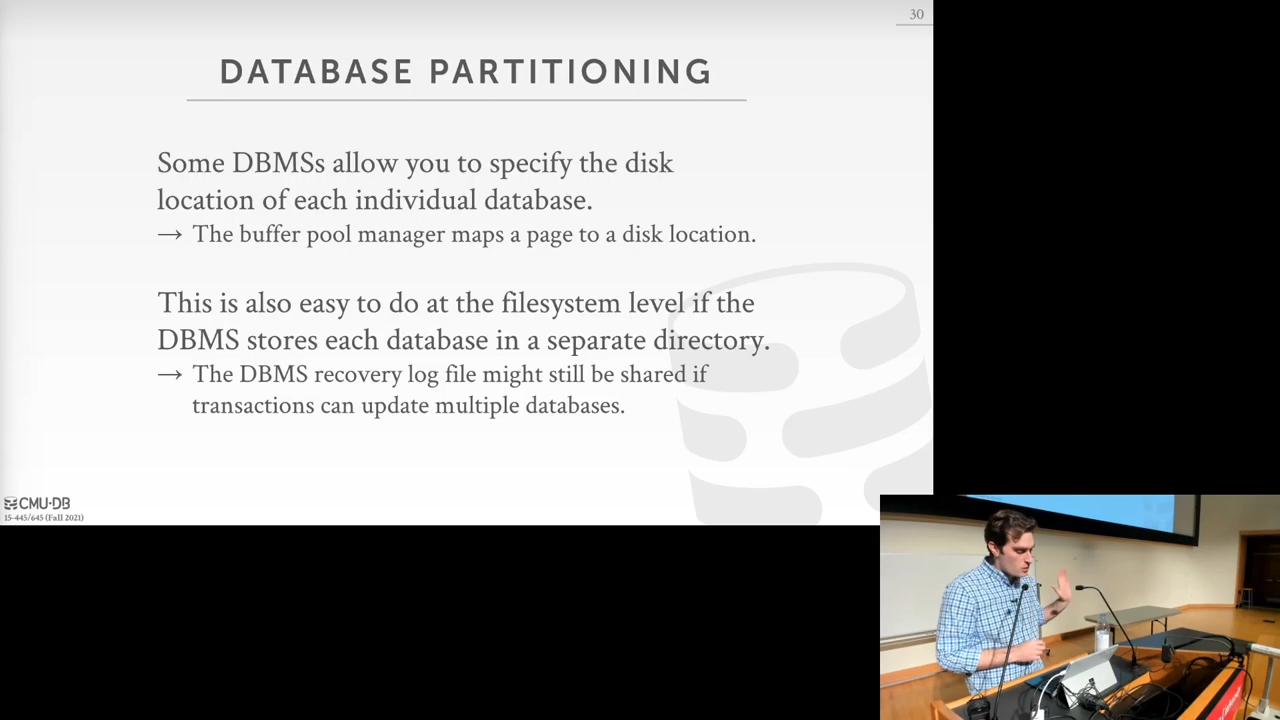 30
DATABASE PARTITIONING
Some DBMSs allow you to specify the disk
location of each individual database.
→ The buffer pool manager maps a page to a disk location.
This is also easy to do at the filesystem level if the
DBMS stores each database in a separate directory.
→ The DBMS recovery log file might still be shared if
transactions can update multiple databases.
CMU·DB
15-445/645 (Fall 2021)